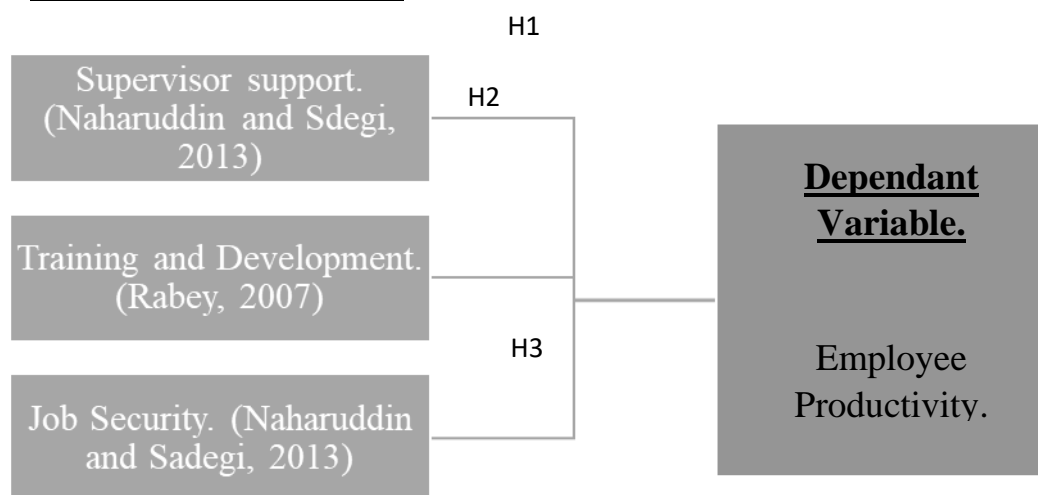 H1
Supervisor support.
(Naharuddin and Sdegi,
2013)
H2
Training and Development.
(Rabey, 2007)
H3
Job Security. (Naharuddin
and Sadegi, 2013)
Dependant
Variable.
Employee
Productivity.